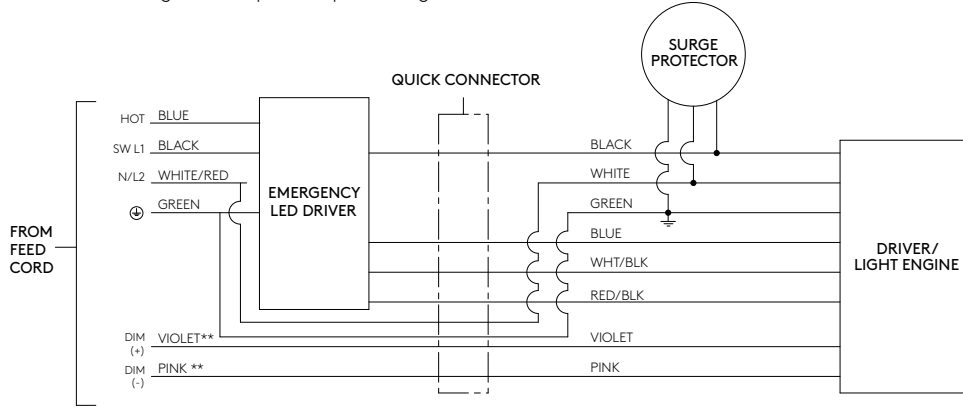 SURGE
PROTECTOR
QUICK CONNECTOR
HOT BLUE
SW L1 BLACK
N/L2 WHITE/RED
GREEN
EMERGENCY
LED DRIVER
FROM
FEED
CORD
BLACK
WHITE
GREEN
BLUE
WHT/BLK
RED/BLK
DRIVER/
LIGHT ENGINE
DIM
(+)
VIOLET**
VIOLET
DIM
(-)
PINK **
PINK